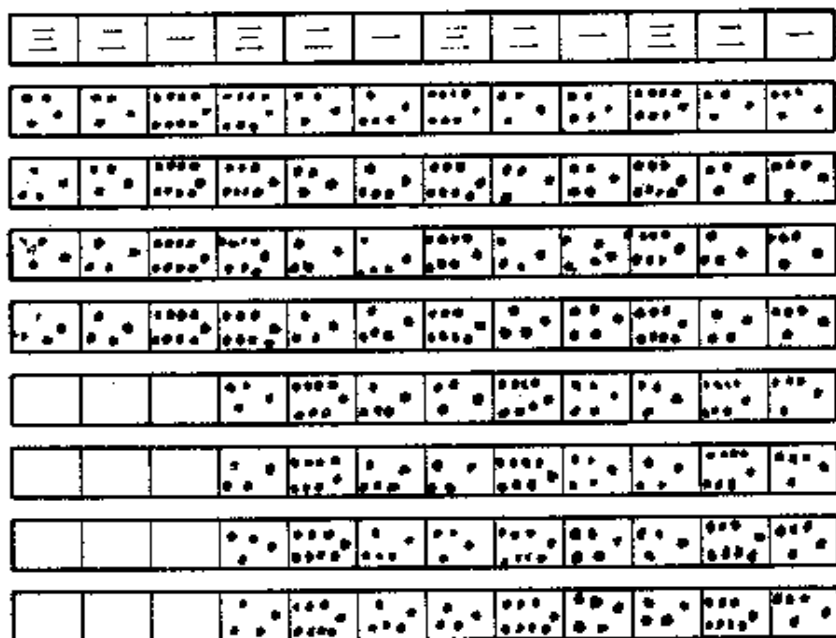 三 二 一 三 二 一 三 二 一 三 二 一